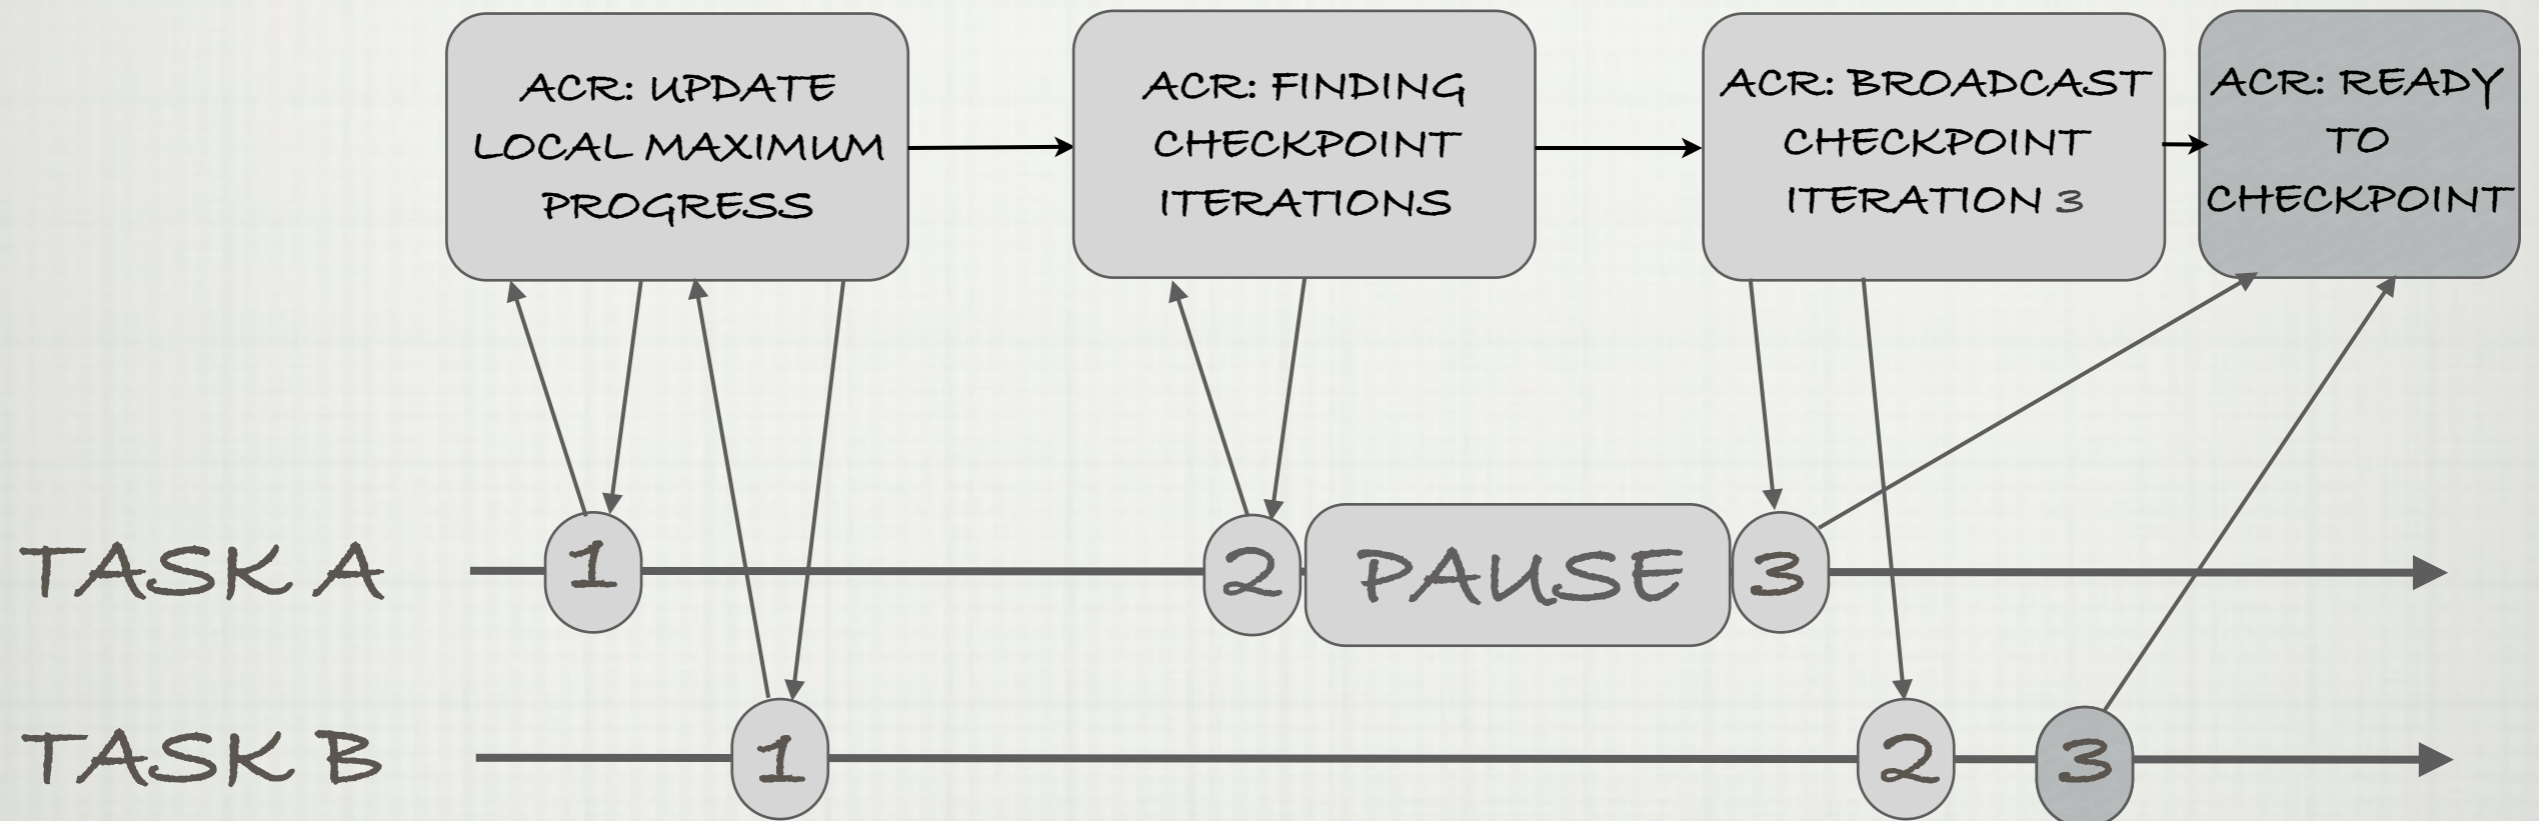 ACR: UPDATE
LOCAL MAXIMUM
PROGRESS
ACR: FINDING
CHECKPOINT
ITERATIONS
ACR: BROADCAST
CHECKPOINT
ITERATION 3
ACR: READY
TO
CHECKPOINT
TASK A
1
2
PAUSE
3
TASK B
1
2
3